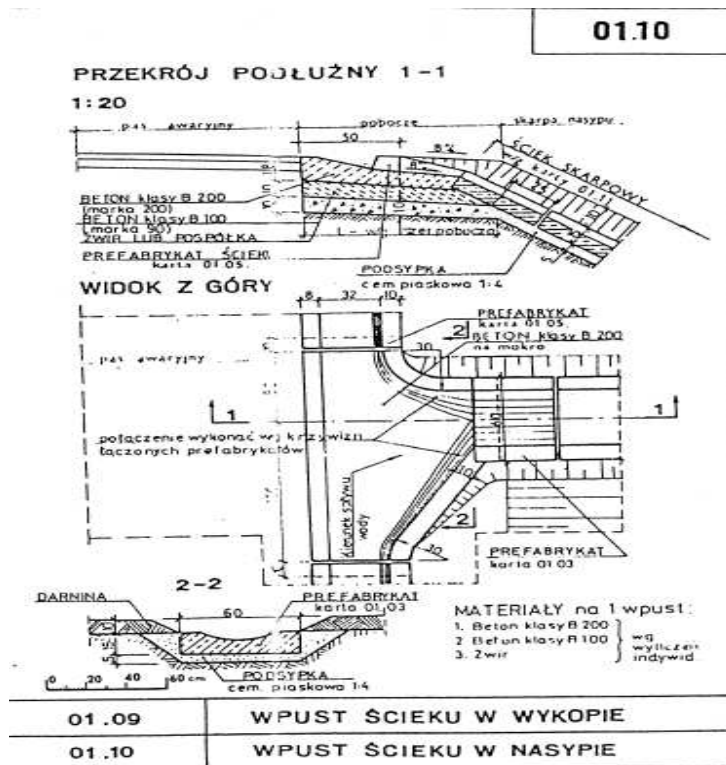 01.10
PRZEKRÓJ PODŁUŻNY 1-1
1:20
pas awaryjny
pobocze
skarpa nasypu
50
8%
ŚCIEK SKARPOWY
karty 01.11
BETON klasy B 200
(marka 200)
BETON klasy B 100
(marka 90)
ŻWIR LUB POSPÓŁKA
szer. pobocza
PREFABRYKAT ŚCIEK
karta 01 05.
PODSYPKA
cem. piaskowa 1:4
WIDOK Z GÓRY
8 32 10
PREFABRYKAT
karta 01 05.
2
BETON klasy B 200
na mokro
30
pas awaryjny
1
1
połączenie wykonać wg krzywizn
łączonych prefabrykatów
60
10
kierunek spływu
wody
2
30
PREFABRYKAT
karta 01 03
2-2
DARNINA
60
PREFABRYKAT
karta 01.03
PODSYPKA
cem. piaskowa 1:4
0 20 40 60 cm
MATERIAŁY na 1 wpust:
1. Beton klasy B 200
2 Beton klasy B 100
3. Żwir
wg
wyliczeń
indywid.
01.09 WPUST ŚCIEKU W WYKOPIE
01.10 WPUST ŚCIEKU W NASYPIE